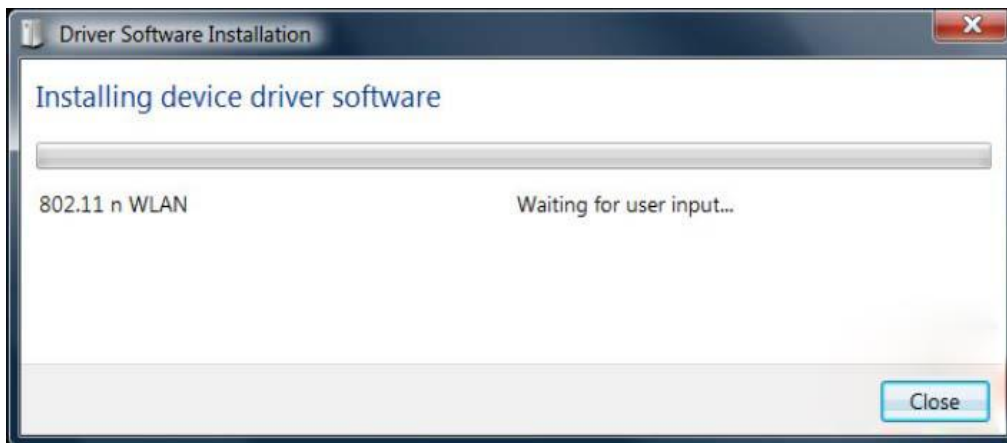 Driver Software Installation
Installing device driver software
802.11 n WLAN Waiting for user input...
Close